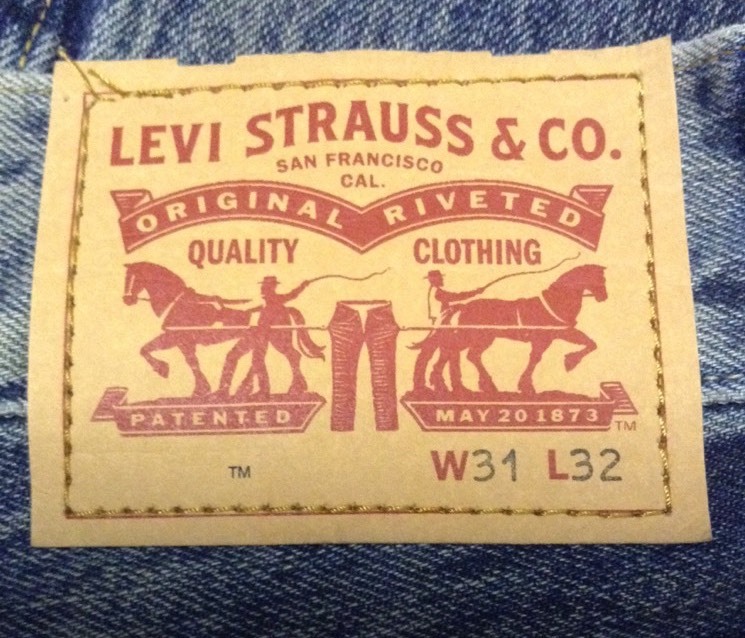 LEVI STRAUSS & CO.
SAN FRANCISCO
CAL.
ORIGINAL RIVETED
QUALITY CLOTHING
PATENTED MAY 20 1873 TM
TM W31 L32